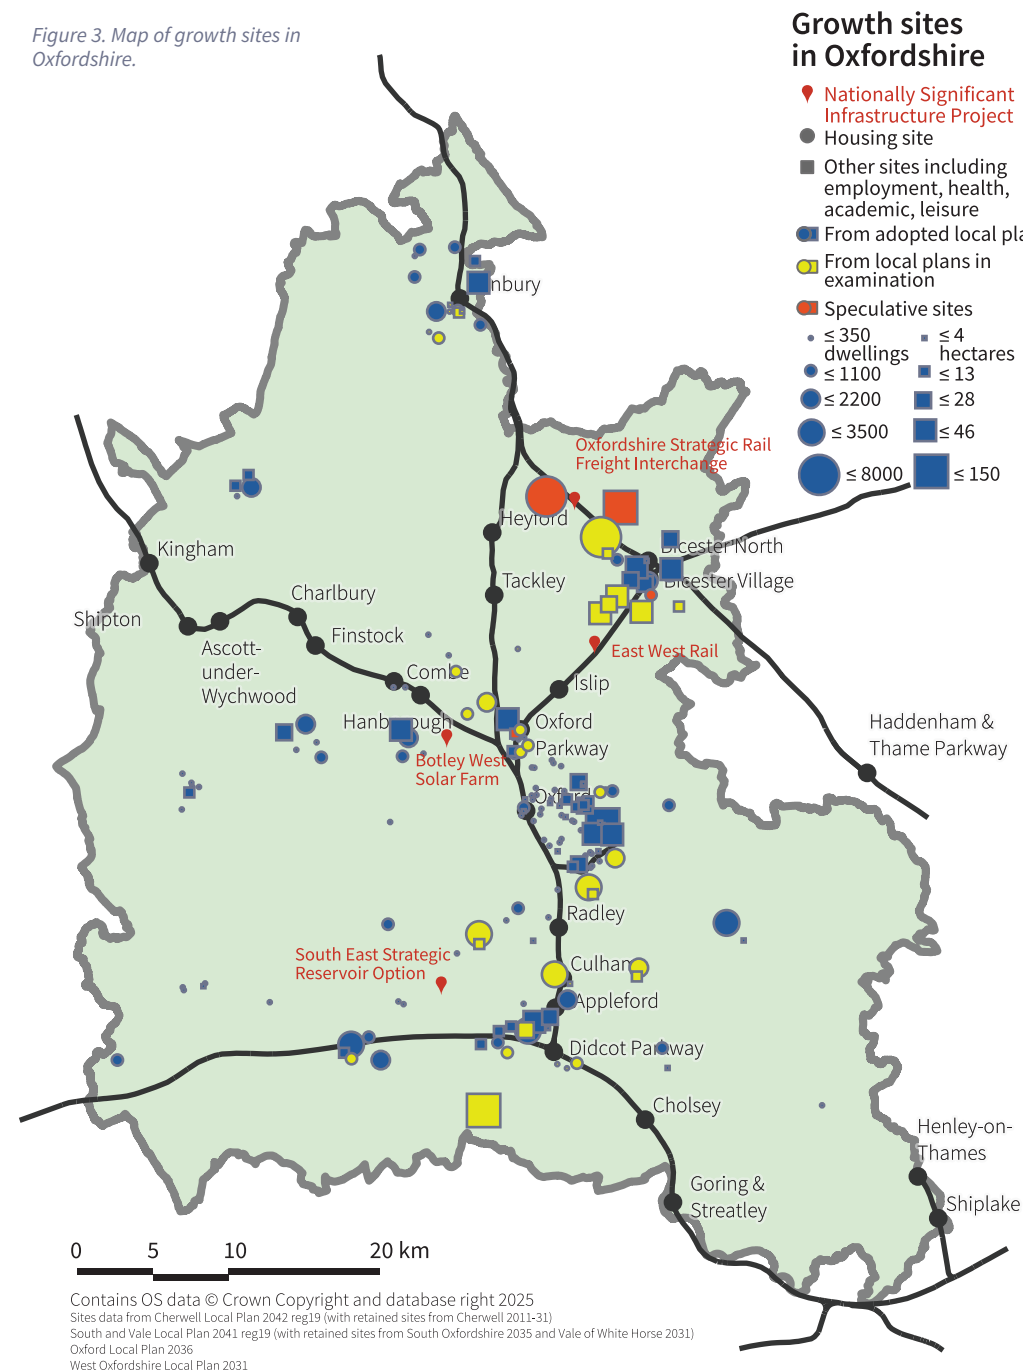 Figure 3. Map of growth sites in
Oxfordshire.
Growth sites
in Oxfordshire
Nationally Significant
Infrastructure Project
Housing site
Other sites including
employment, health,
academic, leisure
From adopted local pla
From local plans in
examination
Speculative sites
≤ 350
dwellings
≤ 4
hectares
≤ 1100
≤ 13
≤ 2200
≤ 28
≤ 3500
≤ 46
≤ 8000
≤ 150
nbury
Oxfordshire Strategic Rail
Freight Interchange
Heyford
Bicester North
Kingham
Tackley
Bicester Village
Charlbury
Shipton
Finstock
Ascott-
under-
Wychwood
East West Rail
Combe
Islip
Hanborough
Oxford
Parkway
Haddenham &
Thame Parkway
Botley West
Solar Farm
Oxford
Radley
South East Strategic
Reservoir Option
Culham
Appleford
Didcot Parkway
Cholsey
Henley-on-
Thames
Goring &
Streatley
Shiplake
0 5 10 20 km
Contains OS data © Crown Copyright and database right 2025
Sites data from Cherwell Local Plan 2042 reg19 (with retained sites from Cherwell 2011-31)
South and Vale Local Plan 2041 reg19 (with retained sites from South Oxfordshire 2035 and Vale of White Horse 2031)
Oxford Local Plan 2036
West Oxfordshire Local Plan 2031